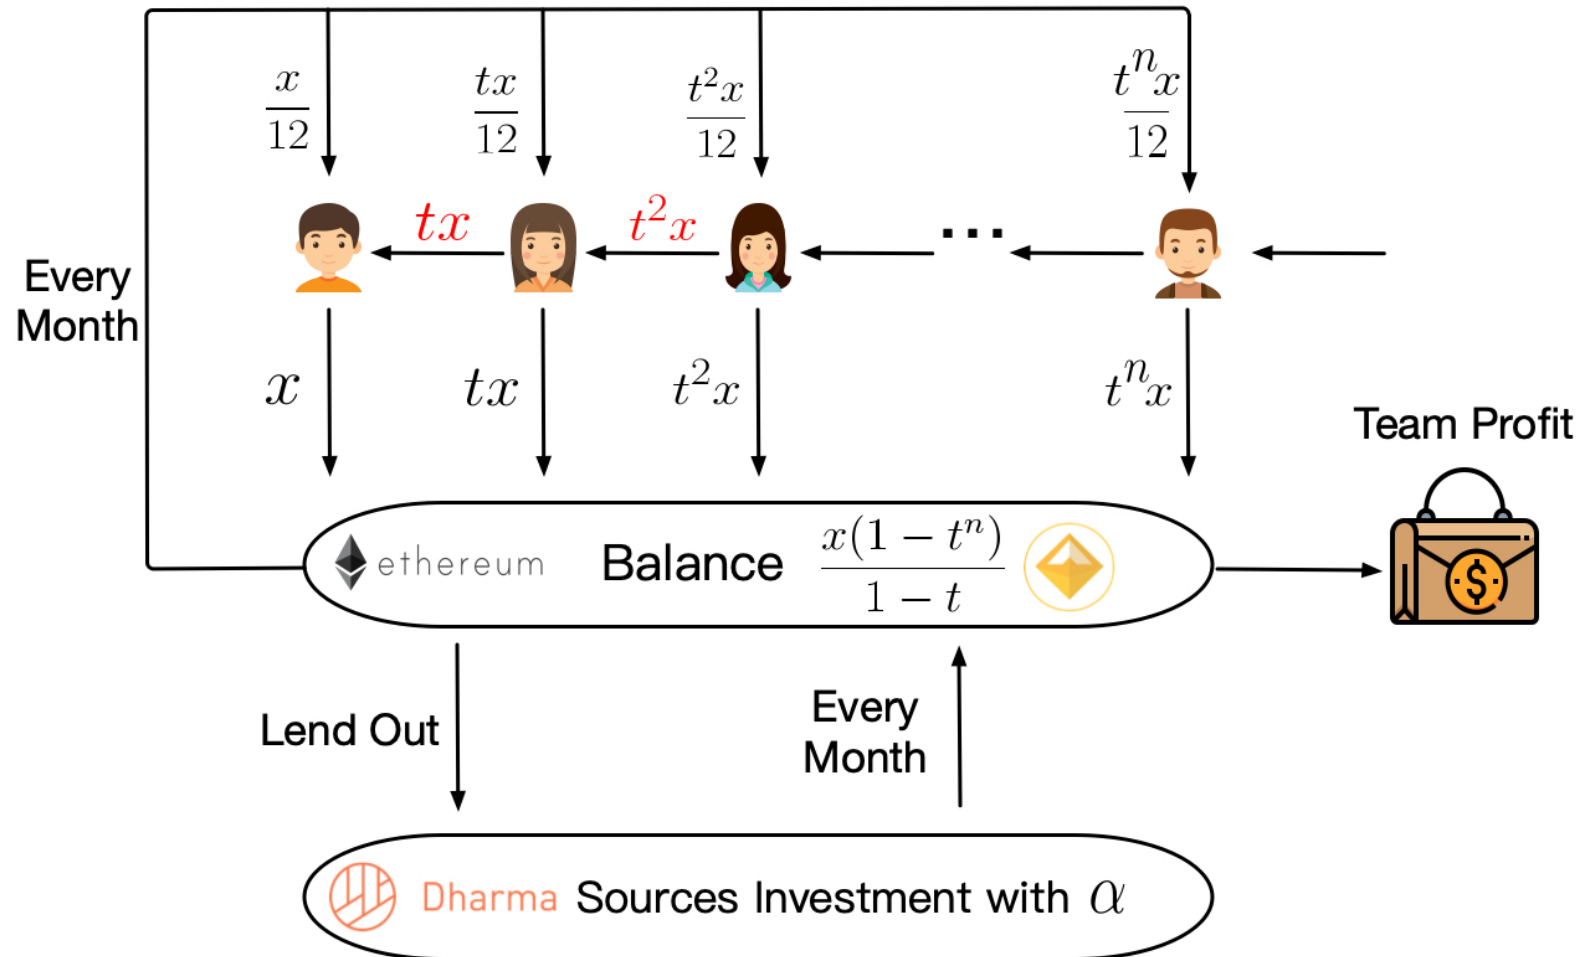 x/12 tx/12 t²x/12 tⁿx/12
tx t²x ...
Every
Month
x tx t²x tⁿx
Team Profit
ethereum Balance x(1 − tⁿ)/1 − t
$
Lend Out
Every
Month
Dharma Sources Investment with α